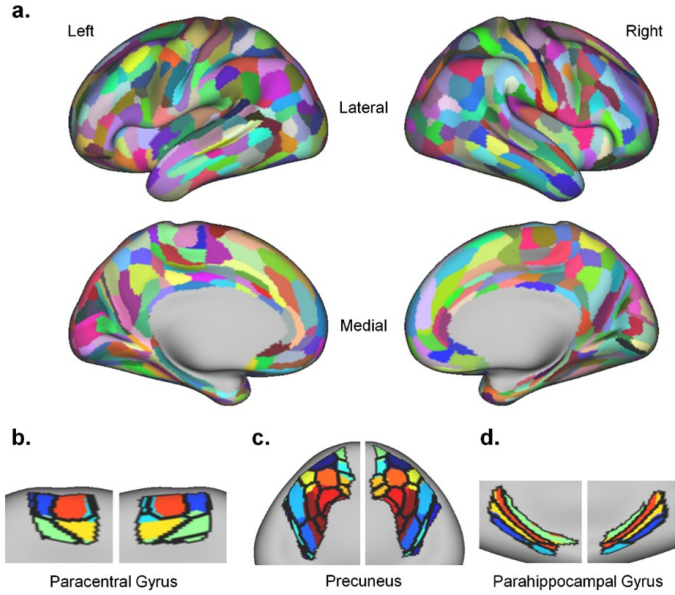 a.
Left
Right
Lateral
Medial
b.
c.
d.
Paracentral Gyrus
Precuneus
Parahippocampal Gyrus